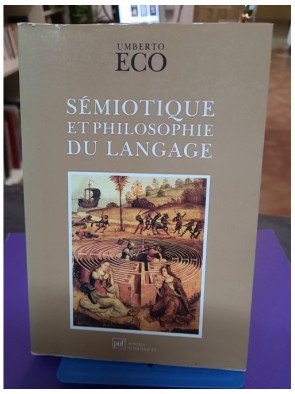 UMBERTO
ECO
SÉMIOTIQUE
ET PHILOSOPHIE
DU LANGAGE
puf